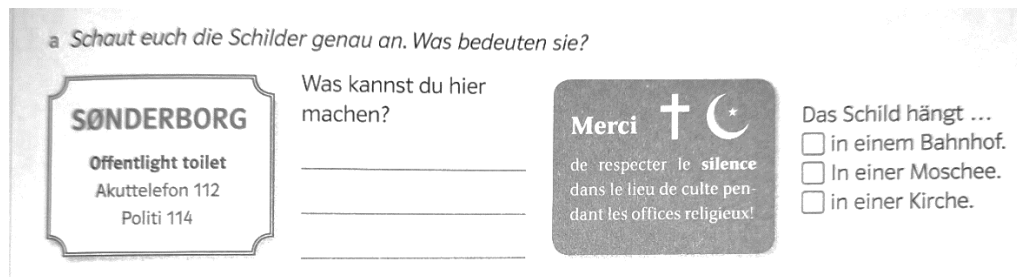 a Schaut euch die Schilder genau an. Was bedeuten sie?
SØNDERBORG
Offentlight toilet
Akuttelefon 112
Politi 114
Was kannst du hier
machen?
Merci
de respecter le silence
dans le lieu de culte pen-
dant les offices religieux!
Das Schild hängt ...
in einem Bahnhof.
In einer Moschee.
in einer Kirche.